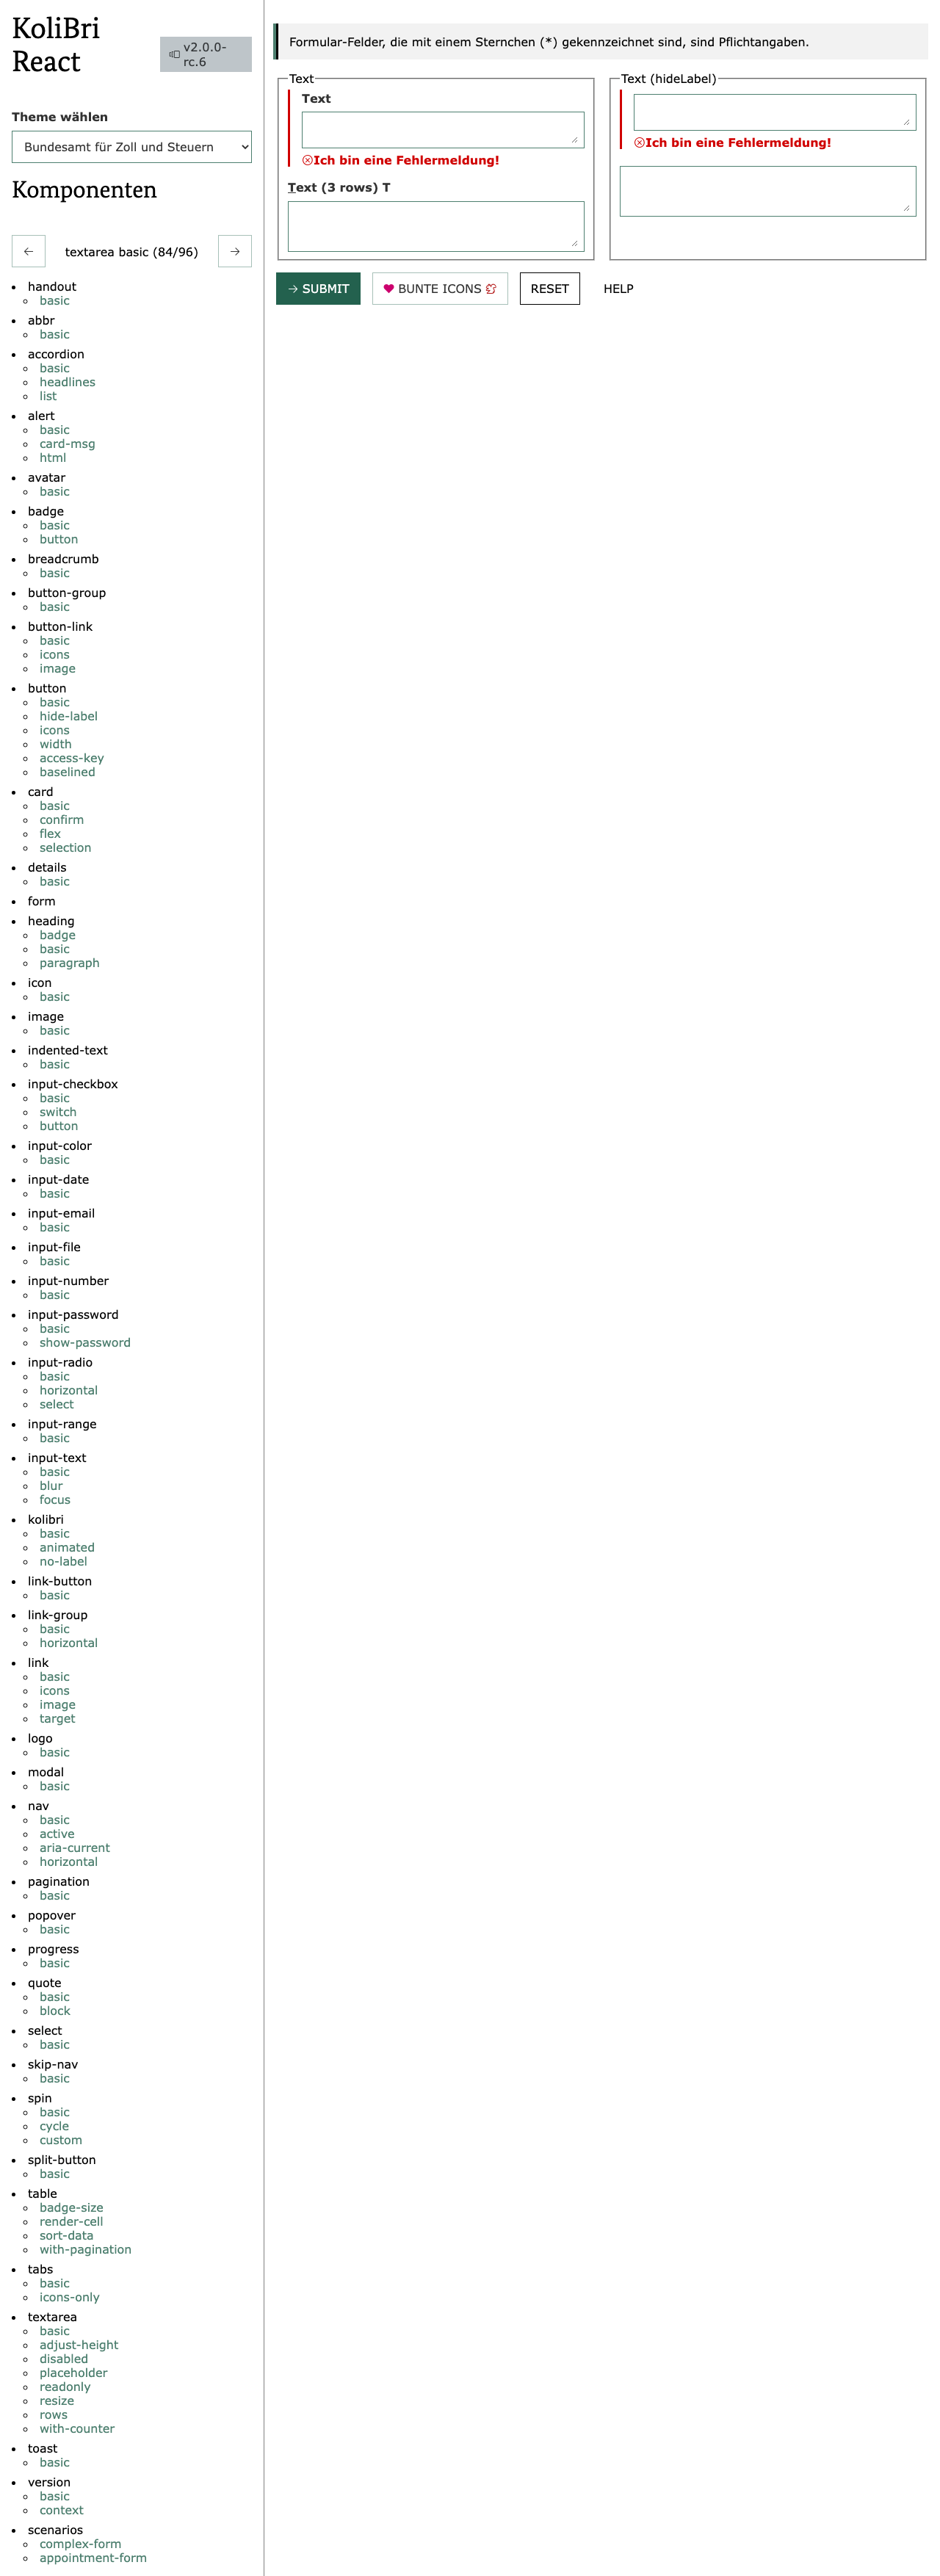 KoliBri
React
v2.0.0-
rc.6
Theme wählen
Bundesamt für Zoll und Steuern
Komponenten
← textarea basic (84/96) →
handout
basic
abbr
basic
accordion
basic
headlines
list
alert
basic
card-msg
html
avatar
basic
badge
basic
button
breadcrumb
basic
button-group
basic
button-link
basic
icons
image
button
basic
hide-label
icons
width
access-key
baselined
card
basic
confirm
flex
selection
details
basic
form
heading
badge
basic
paragraph
icon
basic
image
basic
indented-text
basic
input-checkbox
basic
switch
button
input-color
basic
input-date
basic
input-email
basic
input-file
basic
input-number
basic
input-password
basic
show-password
input-radio
basic
horizontal
select
input-range
basic
input-text
basic
blur
focus
kolibri
basic
animated
no-label
link-button
basic
link-group
basic
horizontal
link
basic
icons
image
target
logo
basic
modal
basic
nav
basic
active
aria-current
horizontal
pagination
basic
popover
basic
progress
basic
quote
basic
block
select
basic
skip-nav
basic
spin
basic
cycle
custom
split-button
basic
table
badge-size
render-cell
sort-data
with-pagination
tabs
basic
icons-only
textarea
basic
adjust-height
disabled
placeholder
readonly
resize
rows
with-counter
toast
basic
version
basic
context
scenarios
complex-form
appointment-form
Formular-Felder, die mit einem Sternchen (*) gekennzeichnet sind, sind Pflichtangaben.
Text
Text
Ich bin eine Fehlermeldung!
Text (3 rows) T
Text (hideLabel)
Ich bin eine Fehlermeldung!
→ SUBMIT
BUNTE ICONS
RESET
HELP